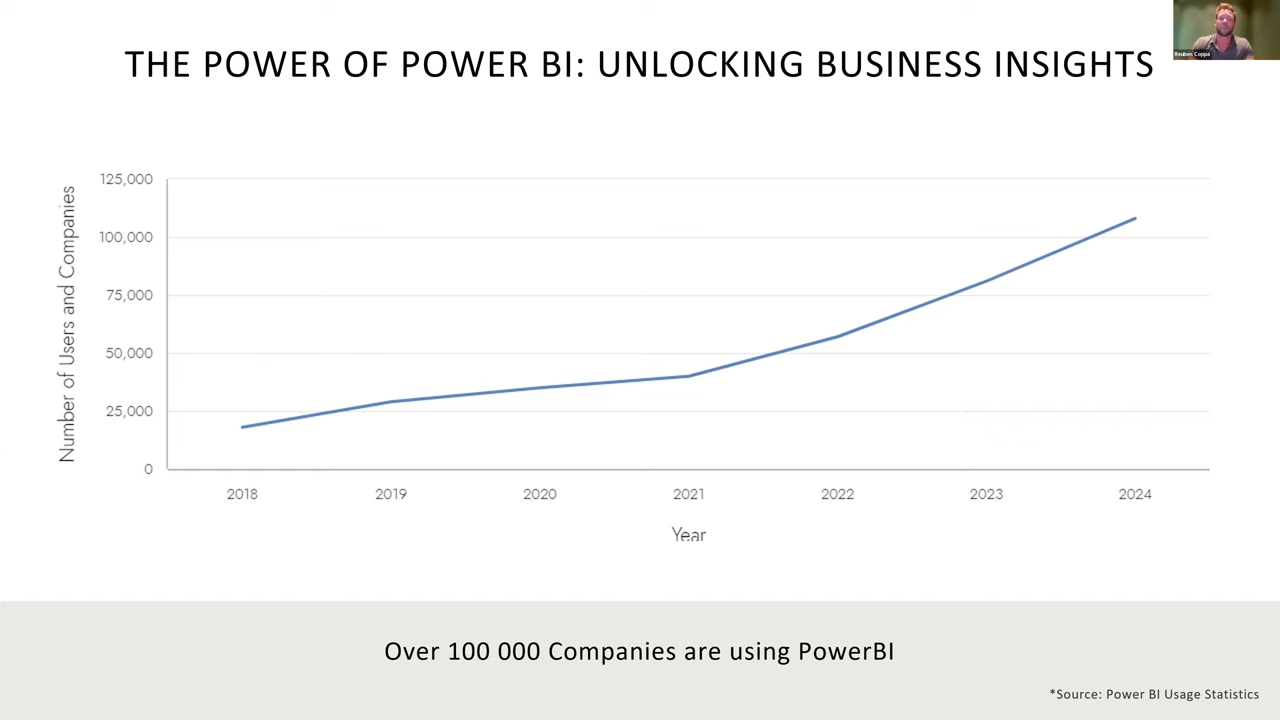 THE POWER OF POWER BI: UNLOCKING BUSINESS INSIGHTS
Reuben Coppa
Number of Users and Companies
125,000
100,000
75,000
50,000
25,000
0
2018 2019 2020 2021 2022 2023 2024
Year
Over 100 000 Companies are using PowerBI
*Source: Power BI Usage Statistics